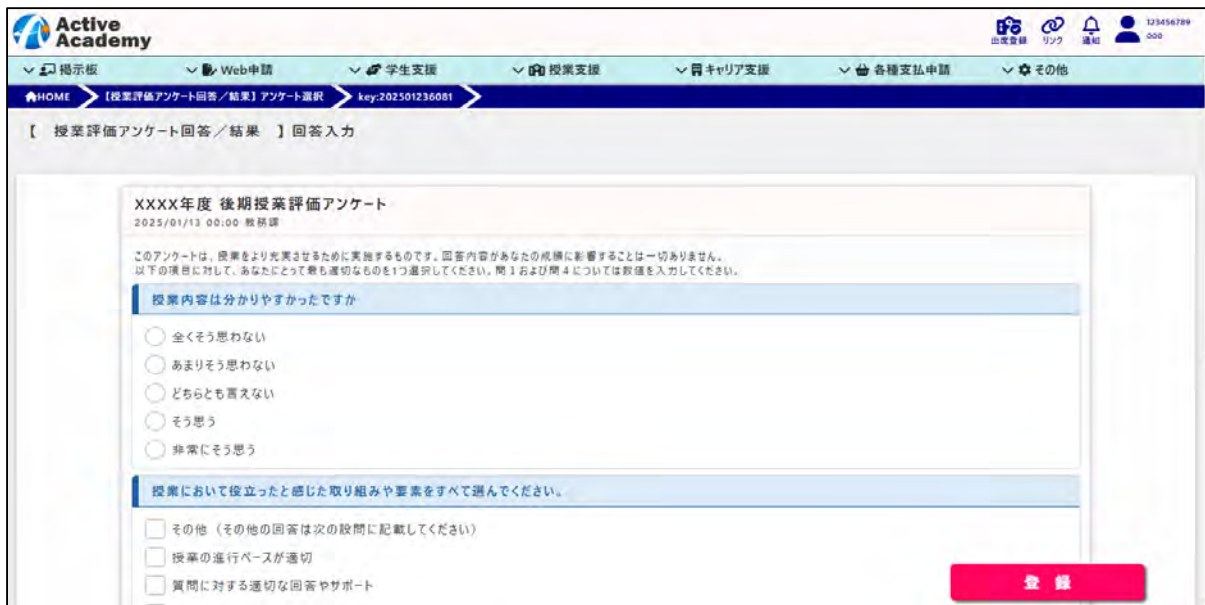 Active Academy
出席登録 リンク 通知 123456789
000
掲示板 Web申請 学生支援 授業支援 キャリア支援 各種支払申請 その他
HOME 【授業評価アンケート回答/結果】アンケート選択 key:202501236081
【 授業評価アンケート回答/結果 】回答入力
XXXX年度 後期授業評価アンケート
2025/01/13 00:00 教務課
このアンケートは、授業をより充実させるために実施するものです。回答内容があなたの成績に影響することは一切ありません。
以下の項目に対して、あなたにとって最も適切なものを1つ選択してください。問1および問4については数値を入力してください。
授業内容は分かりやすかったですか
全くそう思わない
あまりそう思わない
どちらとも言えない
そう思う
非常にそう思う
授業において役立ったと感じた取り組みや要素をすべて選んでください。
その他(その他の回答は次の設問に記載してください)
授業の進行ペースが適切
質問に対する適切な回答やサポート
登 録